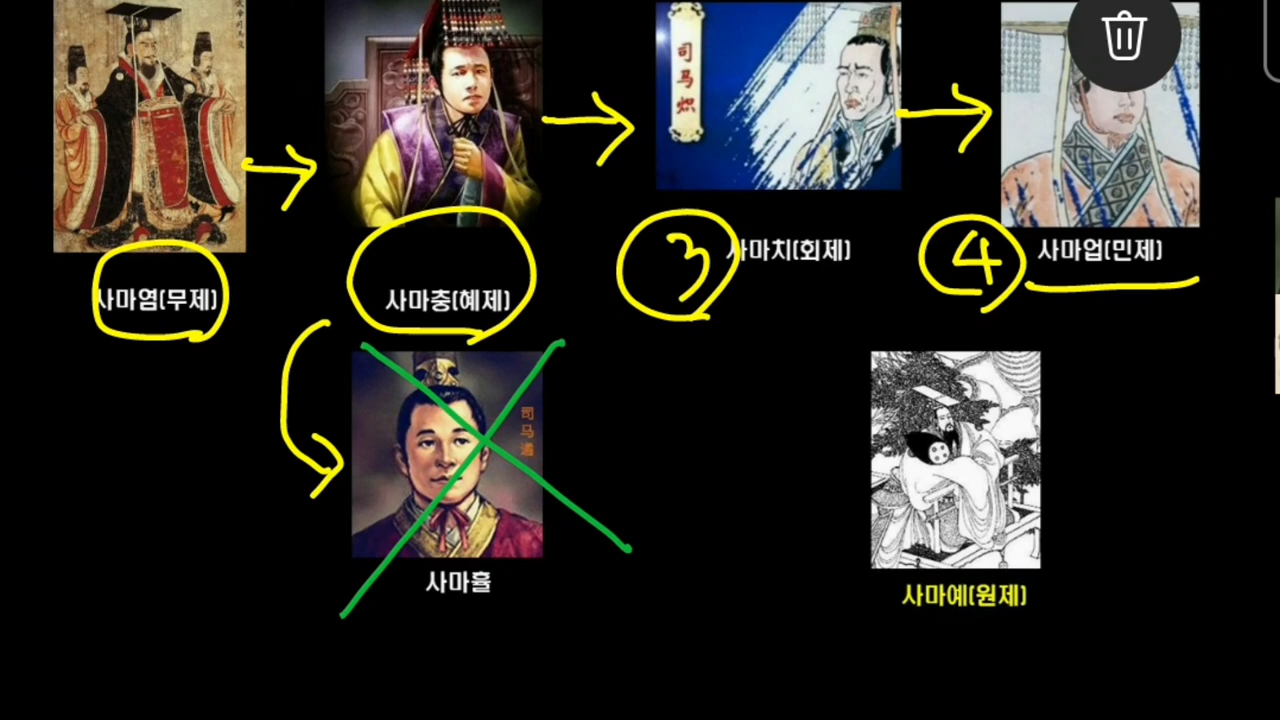 司
马
炽
③
사마치(회제)
④
사마업(민제)
사마염(무제)
사마충(혜제)
司
马
遹
사마휼
사마예(원제)